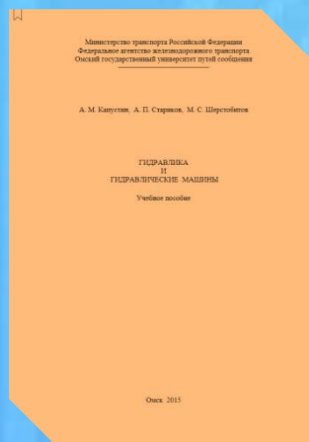 Министерство транспорта Российской Федерации
Федеральное агентство железнодорожного транспорта
Омский государственный университет путей сообщения
А. М. Капустин, А. П. Стариков, М. С. Шерстобитов
ГИДРАВЛИКА
И
ГИДРАВЛИЧЕСКИЕ МАШИНЫ
Учебное пособие
Омск 2015